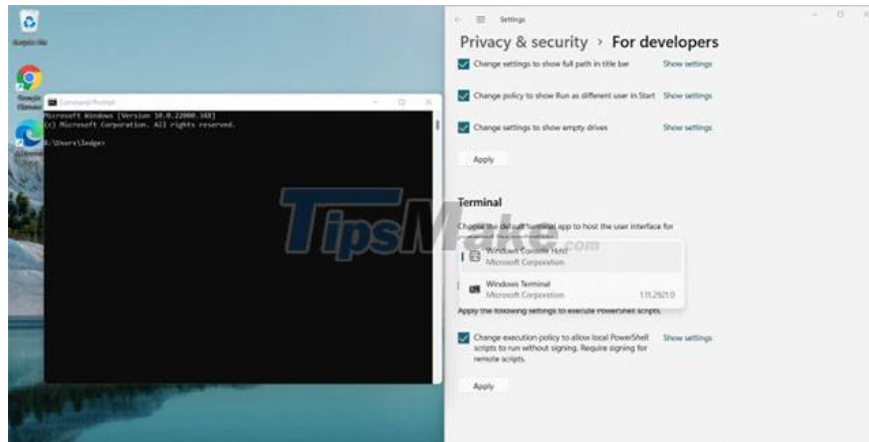 Recycle Bin
Google
Chrome
Command Prompt
Microsoft Windows [Version 10.0.22000.348]
(c) Microsoft Corporation. All rights reserved.
Settings
Privacy & security > For developers
Change settings to show full path in title bar Show settings
Change policy to show Run as different user in Start Show settings
Change settings to show empty drives Show settings
Apply
Terminal
Choose the default terminal app to host the user interface for
TipsMake.com
Windows Console Host
Microsoft Corporation
Windows Terminal
Microsoft Corporation 1.11.2921.0
Apply the following settings to execute PowerShell scripts.
Change execution policy to allow local PowerShell Show settings
scripts to run without signing. Require signing for
remote scripts.
Apply